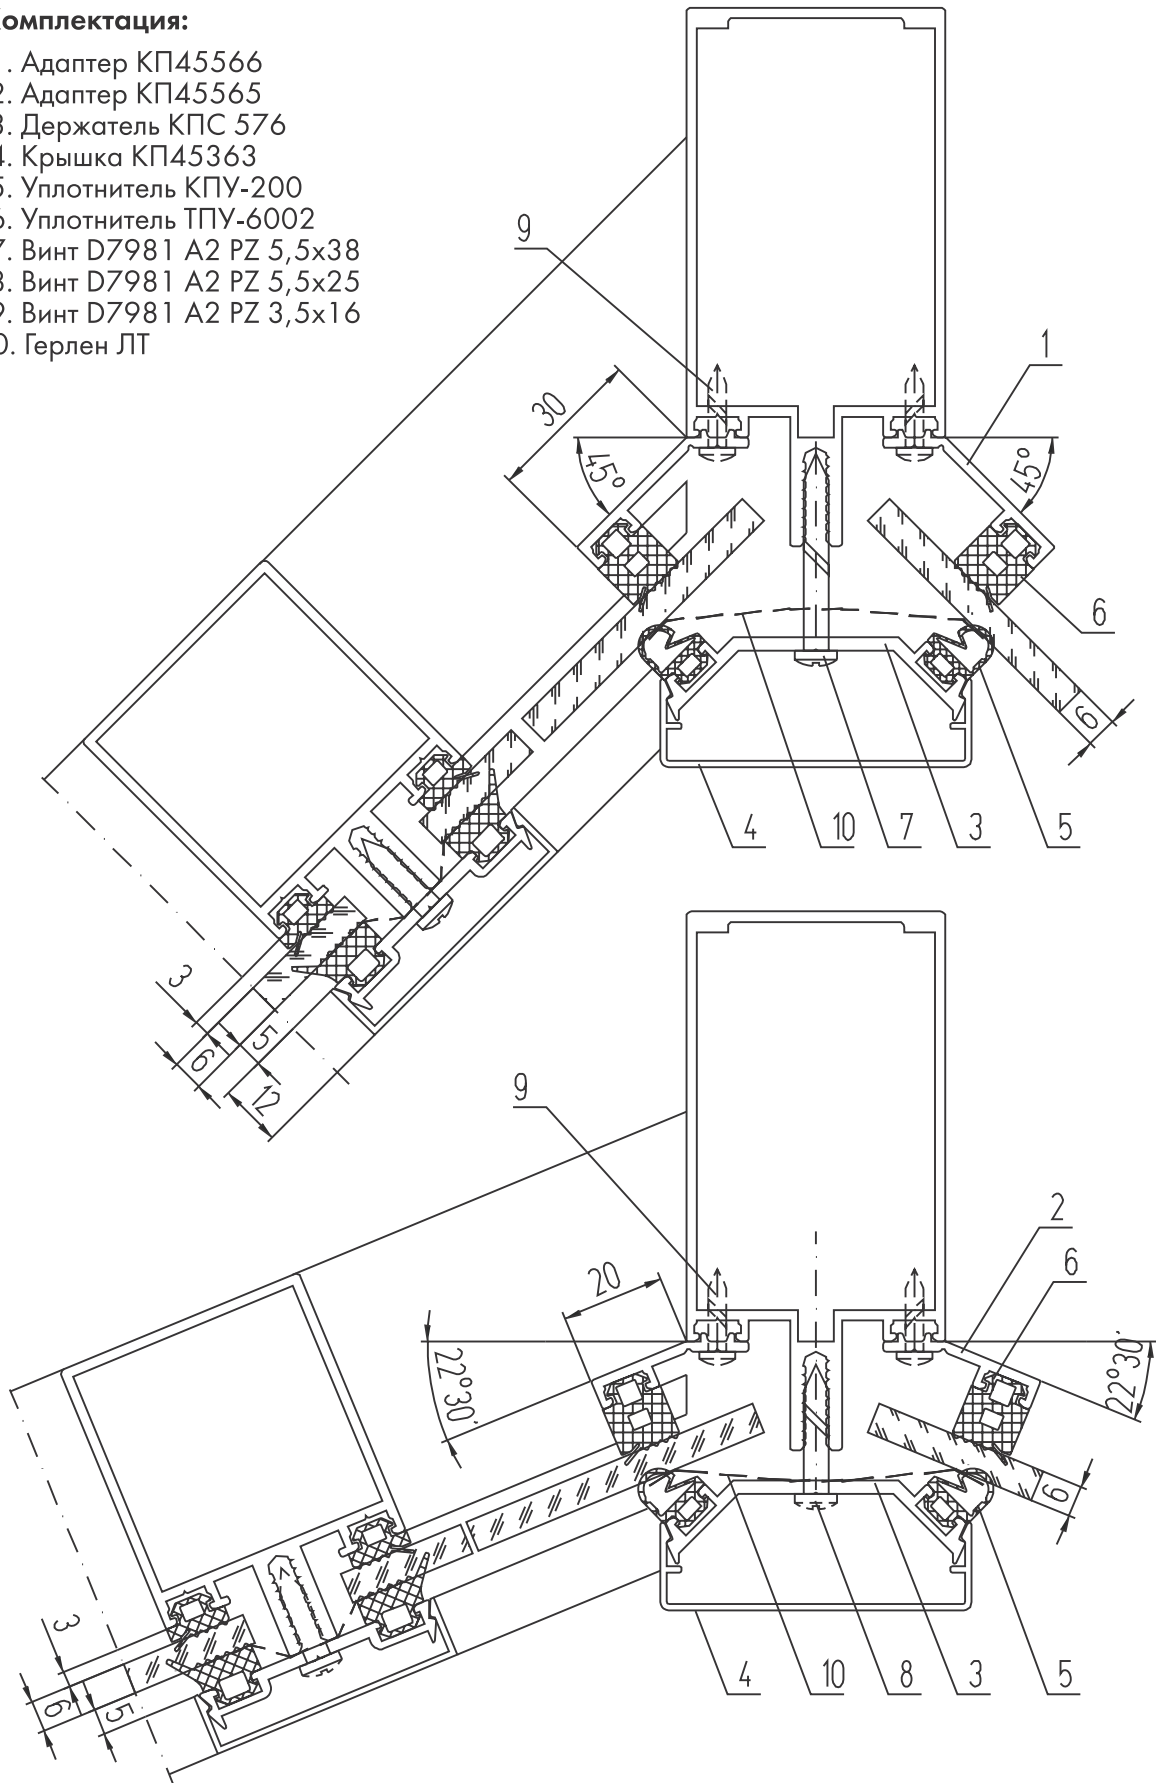 Комплектация:
1. Адаптер КП45566
2. Адаптер КП45565
3. Держатель КПС 576
4. Крышка КП45363
5. Уплотнитель КПУ-200
6. Уплотнитель ТПУ-6002
7. Винт D7981 A2 PZ 5,5x38
8. Винт D7981 A2 PZ 5,5x25
9. Винт D7981 A2 PZ 3,5x16
0. Герлен ЛТ
9
1
30
45°
45°
6
6
4
10
7
3
5
3
6
5
12
9
2
20
6
22°30'
22°30'
6
3
6
5
4
10
8
3
5